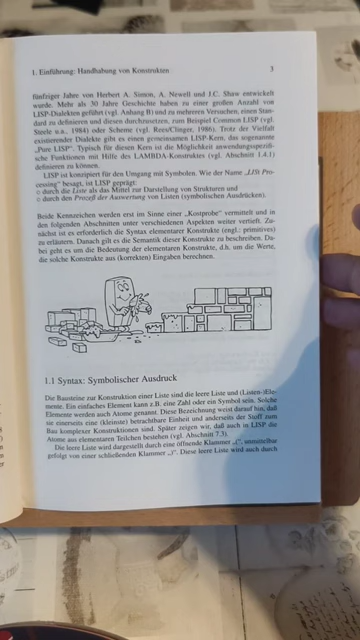 1. Einführung: Handhabung von Konstrukten 3
fünfziger Jahre von Herbert A. Simon, A. Newell und J.C. Shaw entwickelt
wurde. Mehr als 30 Jahre Geschichte haben zu einer großen Anzahl von
LISP-Dialekten geführt (vgl. Anhang B) und zu mehreren Versuchen, einen Stan-
dard zu definieren und diesen durchzusetzen, zum Beispiel Common LISP (vgl.
Steele u.a., 1984) oder Scheme (vgl. Rees/Clinger, 1986). Trotz der Vielfalt
existierender Dialekte gibt es einen gemeinsamen LISP-Kern, das sogenannte
„Pure LISP“. Typisch für diesen Kern ist die Möglichkeit anwendungsspezifi-
sche Funktionen mit Hilfe des LAMBDA-Konstruktes (vgl. Abschnitt 1.4.1)
definieren zu können.
LISP ist konzipiert für den Umgang mit Symbolen. Wie der Name „LISt Pro-
cessing“ besagt, ist LISP geprägt:
○ durch die Liste als das Mittel zur Darstellung von Strukturen und
○ durch den Prozeß der Auswertung von Listen (symbolischen Ausdrücken).
Beide Kennzeichen werden erst im Sinne einer „Kostprobe“ vermittelt und in
den folgenden Abschnitten unter verschiedenen Aspekten weiter vertieft. Zu-
nächst ist es erforderlich die Syntax elementarer Konstrukte (engl.: primitives)
zu erläutern. Danach gilt es die Semantik dieser Konstrukte zu beschreiben. Da-
bei geht es um die Bedeutung der elementaren Konstrukte, d.h. um die Werte,
die solche Konstrukte aus (korrekten) Eingaben berechnen.
1.1 Syntax: Symbolischer Ausdruck
Die Bausteine zur Konstruktion einer Liste sind die leere Liste und (Listen-)Ele-
mente. Ein einfaches Element kann z.B. eine Zahl oder ein Symbol sein. Solche
Elemente werden auch Atome genannt. Diese Bezeichnung weist darauf hin, daß
sie einerseits eine (kleinste) betrachtbare Einheit und anderseits der Stoff zum
Bau komplexer Konstruktionen sind. Später zeigen wir, daß auch in LISP die
Atome aus elementaren Teilchen bestehen (vgl. Abschnitt 7.3).
Die leere Liste wird dargestellt durch eine öffnende Klammer „(“, unmittelbar
gefolgt von einer schließenden Klammer „)“. Diese leere Liste wird auch durch